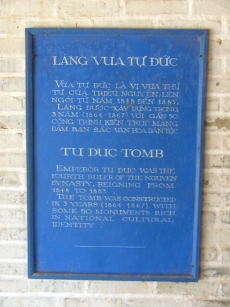 LĂNG VUA TỰ ĐỨC
VUA TỰ ĐỨC LÀ VỊ VUA THỨ
TƯ CỦA TRIỀU NGUYỄN, LÊN
NGÔI TỪ NĂM 1848 ĐẾN 1883.
LĂNG ĐƯỢC XÂY DỰNG TRONG
3 NĂM (1864-1867) VỚI GẦN 50
CÔNG TRÌNH KIẾN TRÚC MANG
ĐẬM BẢN SẮC VĂN HÓA DÂN TỘC
TU DUC TOMB
EMPEROR TU DUC WAS THE
FOURTH RULER OF THE NGUYEN
DYNASTY, REIGNING FROM
1848 TO 1883
THE TOMB WAS CONSTRUCTED
IN 3 YEARS (1864-1867), WITH
SOME 50 MONUMENTS RICH
IN NATIONAL CULTURAL
IDENTITY